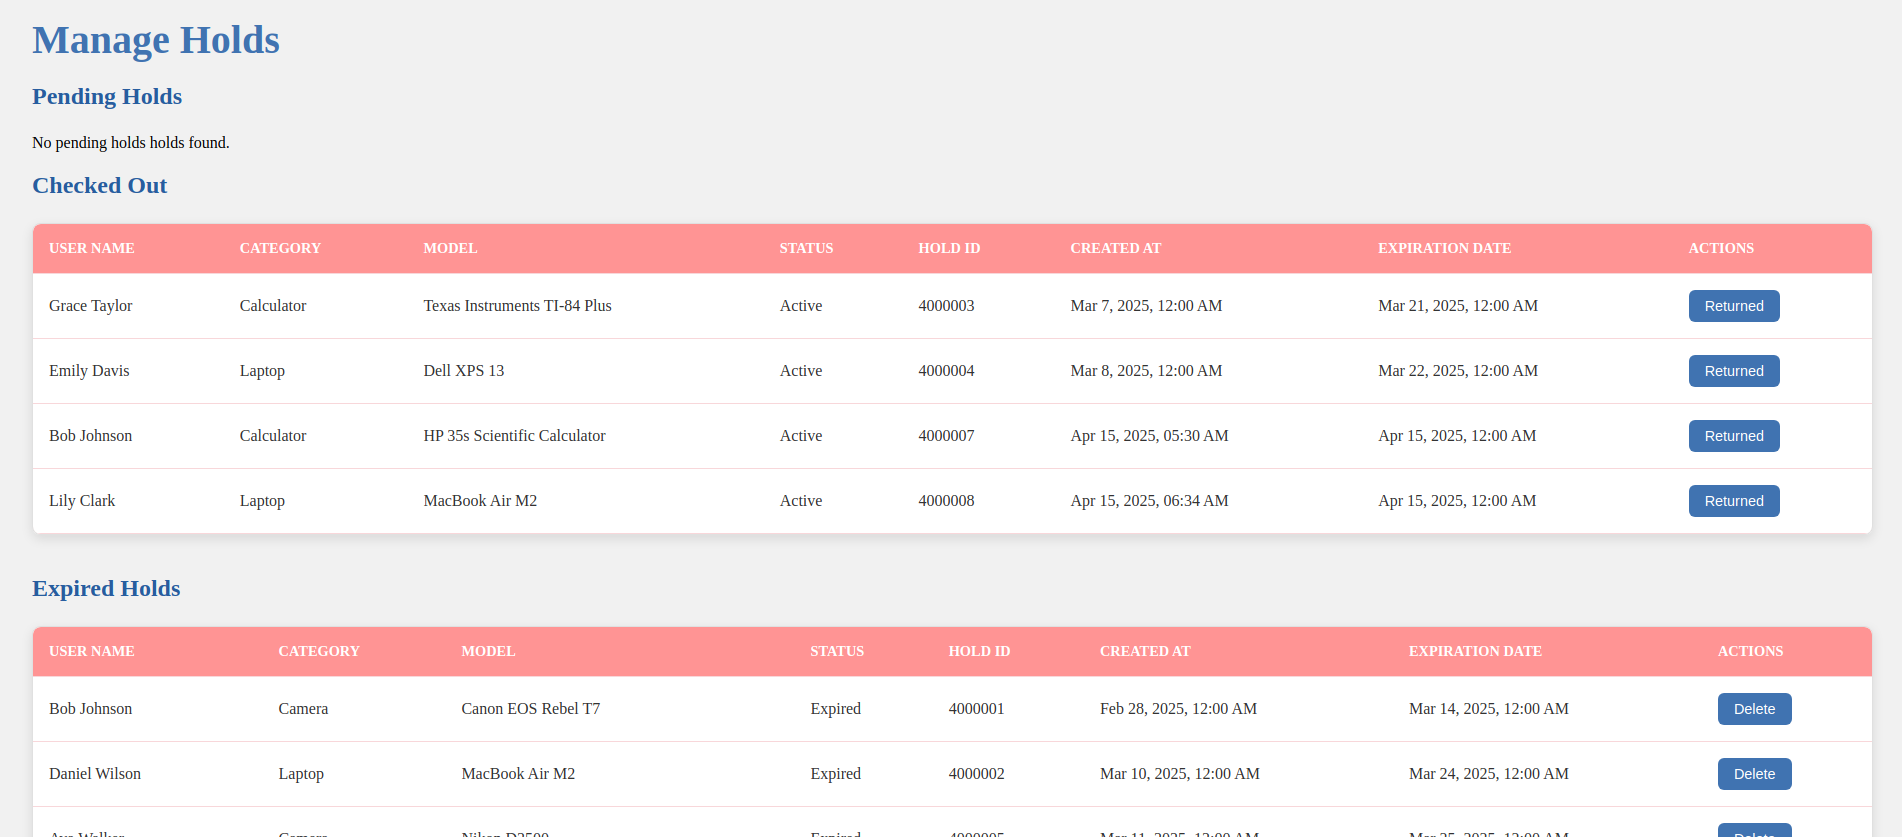 Manage Holds
Pending Holds
No pending holds holds found.
Checked Out
USER NAME CATEGORY MODEL STATUS HOLD ID CREATED AT EXPIRATION DATE ACTIONS
Grace Taylor Calculator Texas Instruments TI-84 Plus Active 4000003 Mar 7, 2025, 12:00 AM Mar 21, 2025, 12:00 AM Returned
Emily Davis Laptop Dell XPS 13 Active 4000004 Mar 8, 2025, 12:00 AM Mar 22, 2025, 12:00 AM Returned
Bob Johnson Calculator HP 35s Scientific Calculator Active 4000007 Apr 15, 2025, 05:30 AM Apr 15, 2025, 12:00 AM Returned
Lily Clark Laptop MacBook Air M2 Active 4000008 Apr 15, 2025, 06:34 AM Apr 15, 2025, 12:00 AM Returned
Expired Holds
USER NAME CATEGORY MODEL STATUS HOLD ID CREATED AT EXPIRATION DATE ACTIONS
Bob Johnson Camera Canon EOS Rebel T7 Expired 4000001 Feb 28, 2025, 12:00 AM Mar 14, 2025, 12:00 AM Delete
Daniel Wilson Laptop MacBook Air M2 Expired 4000002 Mar 10, 2025, 12:00 AM Mar 24, 2025, 12:00 AM Delete
Camera Expired Delete